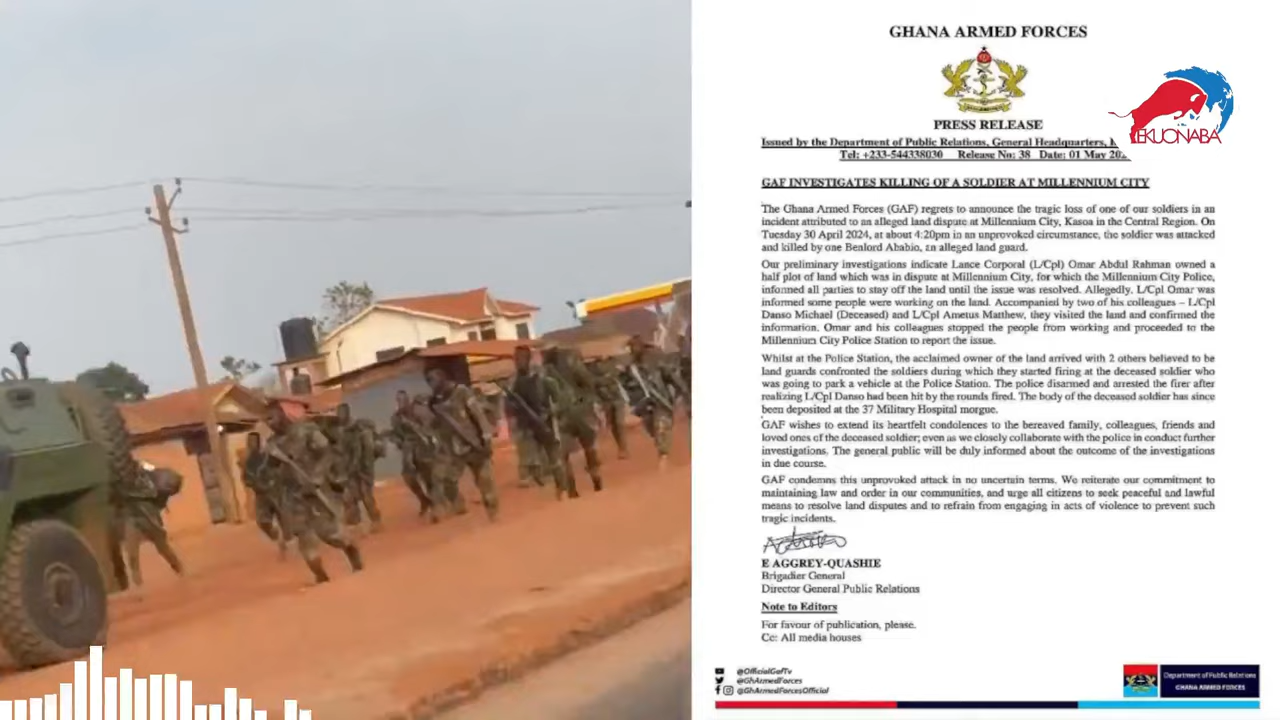 GHANA ARMED FORCES
PRESS RELEASE
EKUONABA
Issued by the Department of Public Relations, General Headquarters,
Tel: +233-544338030 Release No: 38 Date: 01 May
GAF INVESTIGATES KILLING OF A SOLDIER AT MILLENNIUM CITY
The Ghana Armed Forces (GAF) regrets to announce the tragic loss of one of our soldiers in an
incident attributed to an alleged land dispute at Millennium City, Kasoa in the Central Region. On
Tuesday 30 April 2024, at about 4:20pm in an unprovoked circumstance, the soldier was attacked
and killed by one Benlord Ababio, an alleged land guard.
Our preliminary investigations indicate Lance Corporal (L/Cpl) Omar Abdul Rahman owned a
half plot of land which was in dispute at Millennium City, for which the Millennium City Police,
informed all parties to stay off the land until the issue was resolved. Allegedly, L/Cpl Omar was
informed some people were working on the land. Accompanied by two of his colleagues – L/Cpl
Danso Michael (Deceased) and L/Cpl Ametus Matthew, they visited the land and confirmed the
information. Omar and his colleagues stopped the people from working and proceeded to the
Millennium City Police Station to report the issue.
Whilst at the Police Station, the acclaimed owner of the land arrived with 2 others believed to be
land guards confronted the soldiers during which they started firing at the deceased soldier who
was going to park a vehicle at the Police Station. The police disarmed and arrested the firer after
realizing L/Cpl Danso had been hit by the rounds fired. The body of the deceased soldier has since
been deposited at the 37 Military Hospital morgue.
GAF wishes to extend its heartfelt condolences to the bereaved family, colleagues, friends and
loved ones of the deceased soldier; even as we closely collaborate with the police in conduct further
investigations. The general public will be duly informed about the outcome of the investigations
in due course.
GAF condemns this unprovoked attack in no uncertain terms. We reiterate our commitment to
maintaining law and order in our communities, and urge all citizens to seek peaceful and lawful
means to resolve land disputes and to refrain from engaging in acts of violence to prevent such
tragic incidents.
E AGGREY-QUASHIE
Brigadier General
Director General Public Relations
Note to Editors
For favour of publication, please.
Cc: All media houses
@OfficialGafTv
@GhArmedForces
@GhArmedForcesOfficial
Department of Public Relations
GHANA ARMED FORCES